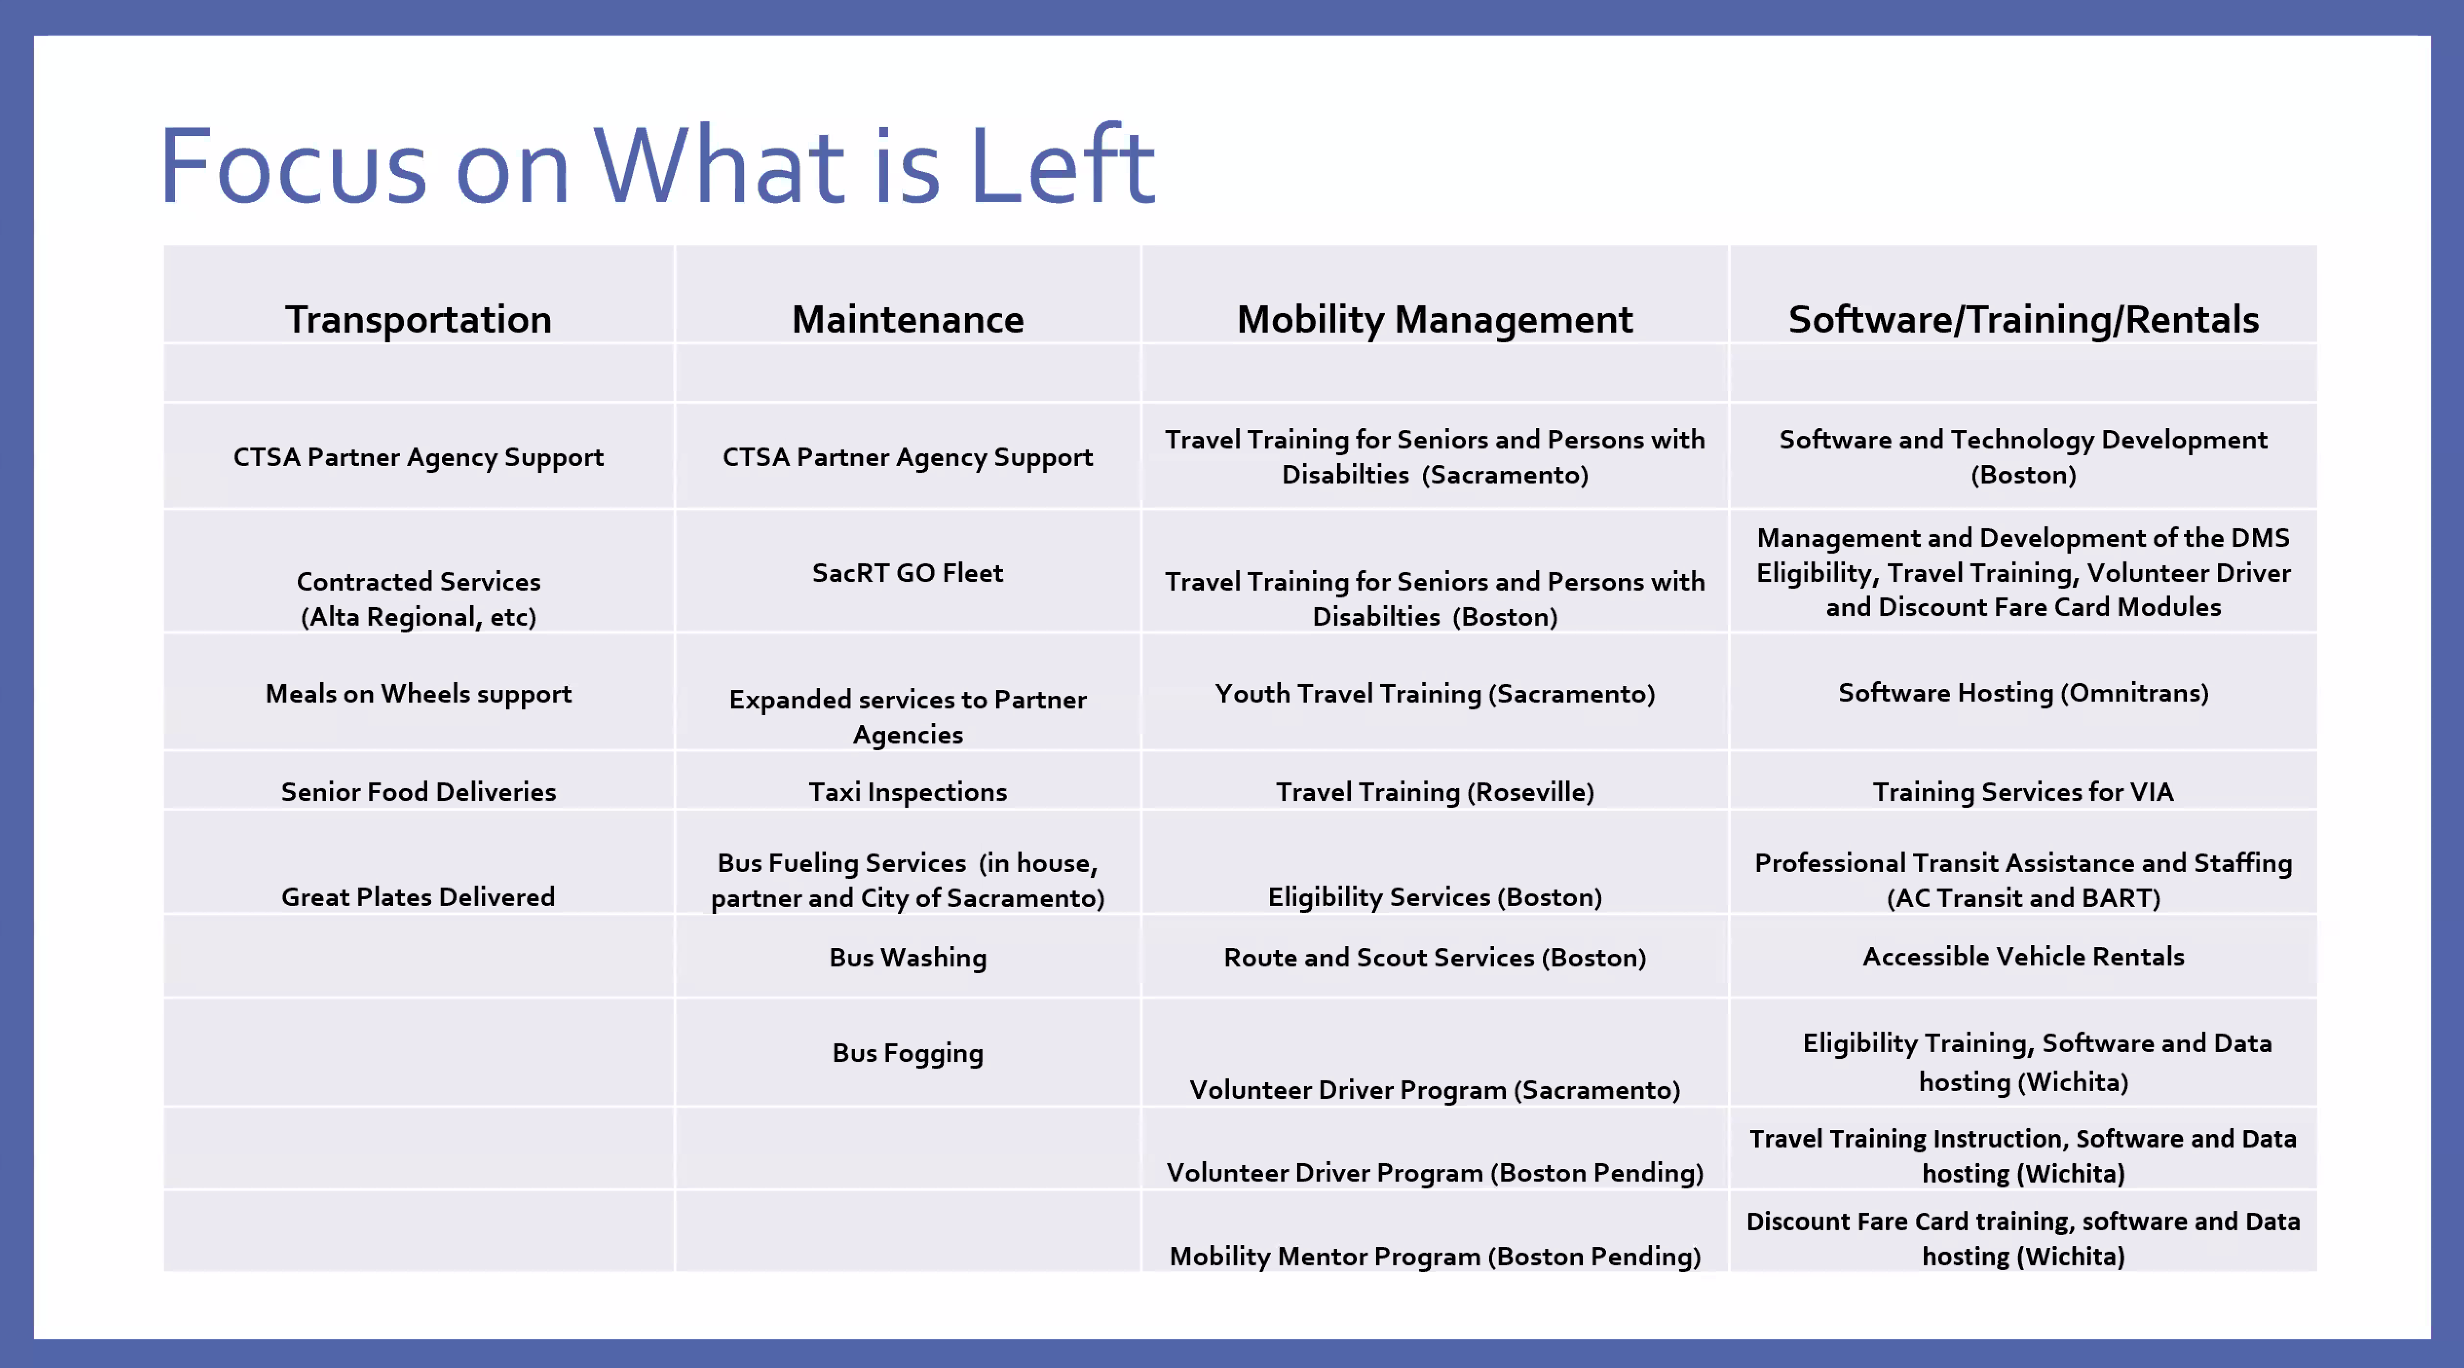 Focus on What is Left
Transportation
Maintenance
Mobility Management
Software/Training/Rentals
CTSA Partner Agency Support
CTSA Partner Agency Support
Travel Training for Seniors and Persons with
Disabilties (Sacramento)
Software and Technology Development
(Boston)
Contracted Services
(Alta Regional, etc)
SacRT GO Fleet
Travel Training for Seniors and Persons with
Disabilties (Boston)
Management and Development of the DMS
Eligibility, Travel Training, Volunteer Driver
and Discount Fare Card Modules
Meals on Wheels support
Expanded services to Partner
Agencies
Youth Travel Training (Sacramento)
Software Hosting (Omnitrans)
Senior Food Deliveries
Taxi Inspections
Travel Training (Roseville)
Training Services for VIA
Great Plates Delivered
Bus Fueling Services (in house,
partner and City of Sacramento)
Eligibility Services (Boston)
Professional Transit Assistance and Staffing
(AC Transit and BART)
Bus Washing
Route and Scout Services (Boston)
Accessible Vehicle Rentals
Bus Fogging
Volunteer Driver Program (Sacramento)
Eligibility Training, Software and Data
hosting (Wichita)
Volunteer Driver Program (Boston Pending)
Travel Training Instruction, Software and Data
hosting (Wichita)
Mobility Mentor Program (Boston Pending)
Discount Fare Card training, software and Data
hosting (Wichita)